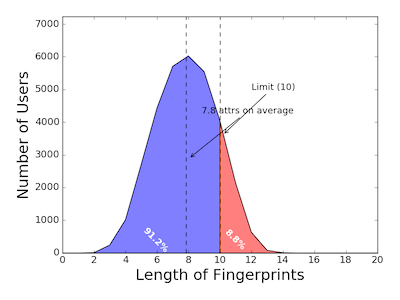 7000
6000
5000
4000
3000
2000
1000
0
Number of Users
Limit (10)
7.8 attrs on average
91.2%
8.8%
0 2 4 6 8 10 12 14 16 18 20
Length of Fingerprints